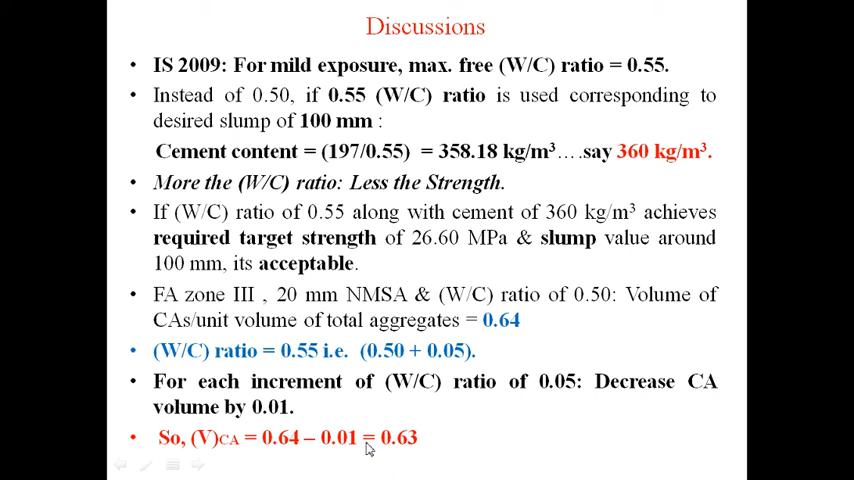 Discussions
• IS 2009: For mild exposure, max. free (W/C) ratio = 0.55.
• Instead of 0.50, if 0.55 (W/C) ratio is used corresponding to
desired slump of 100 mm :
Cement content = (197/0.55) = 358.18 kg/m³….say 360 kg/m³.
• More the (W/C) ratio: Less the Strength.
• If (W/C) ratio of 0.55 along with cement of 360 kg/m³ achieves
required target strength of 26.60 MPa & slump value around
100 mm, its acceptable.
• FA zone III , 20 mm NMSA & (W/C) ratio of 0.50: Volume of
CAs/unit volume of total aggregates = 0.64
• (W/C) ratio = 0.55 i.e. (0.50 + 0.05).
• For each increment of (W/C) ratio of 0.05: Decrease CA
volume by 0.01.
• So, (V)CA = 0.64 – 0.01 = 0.63